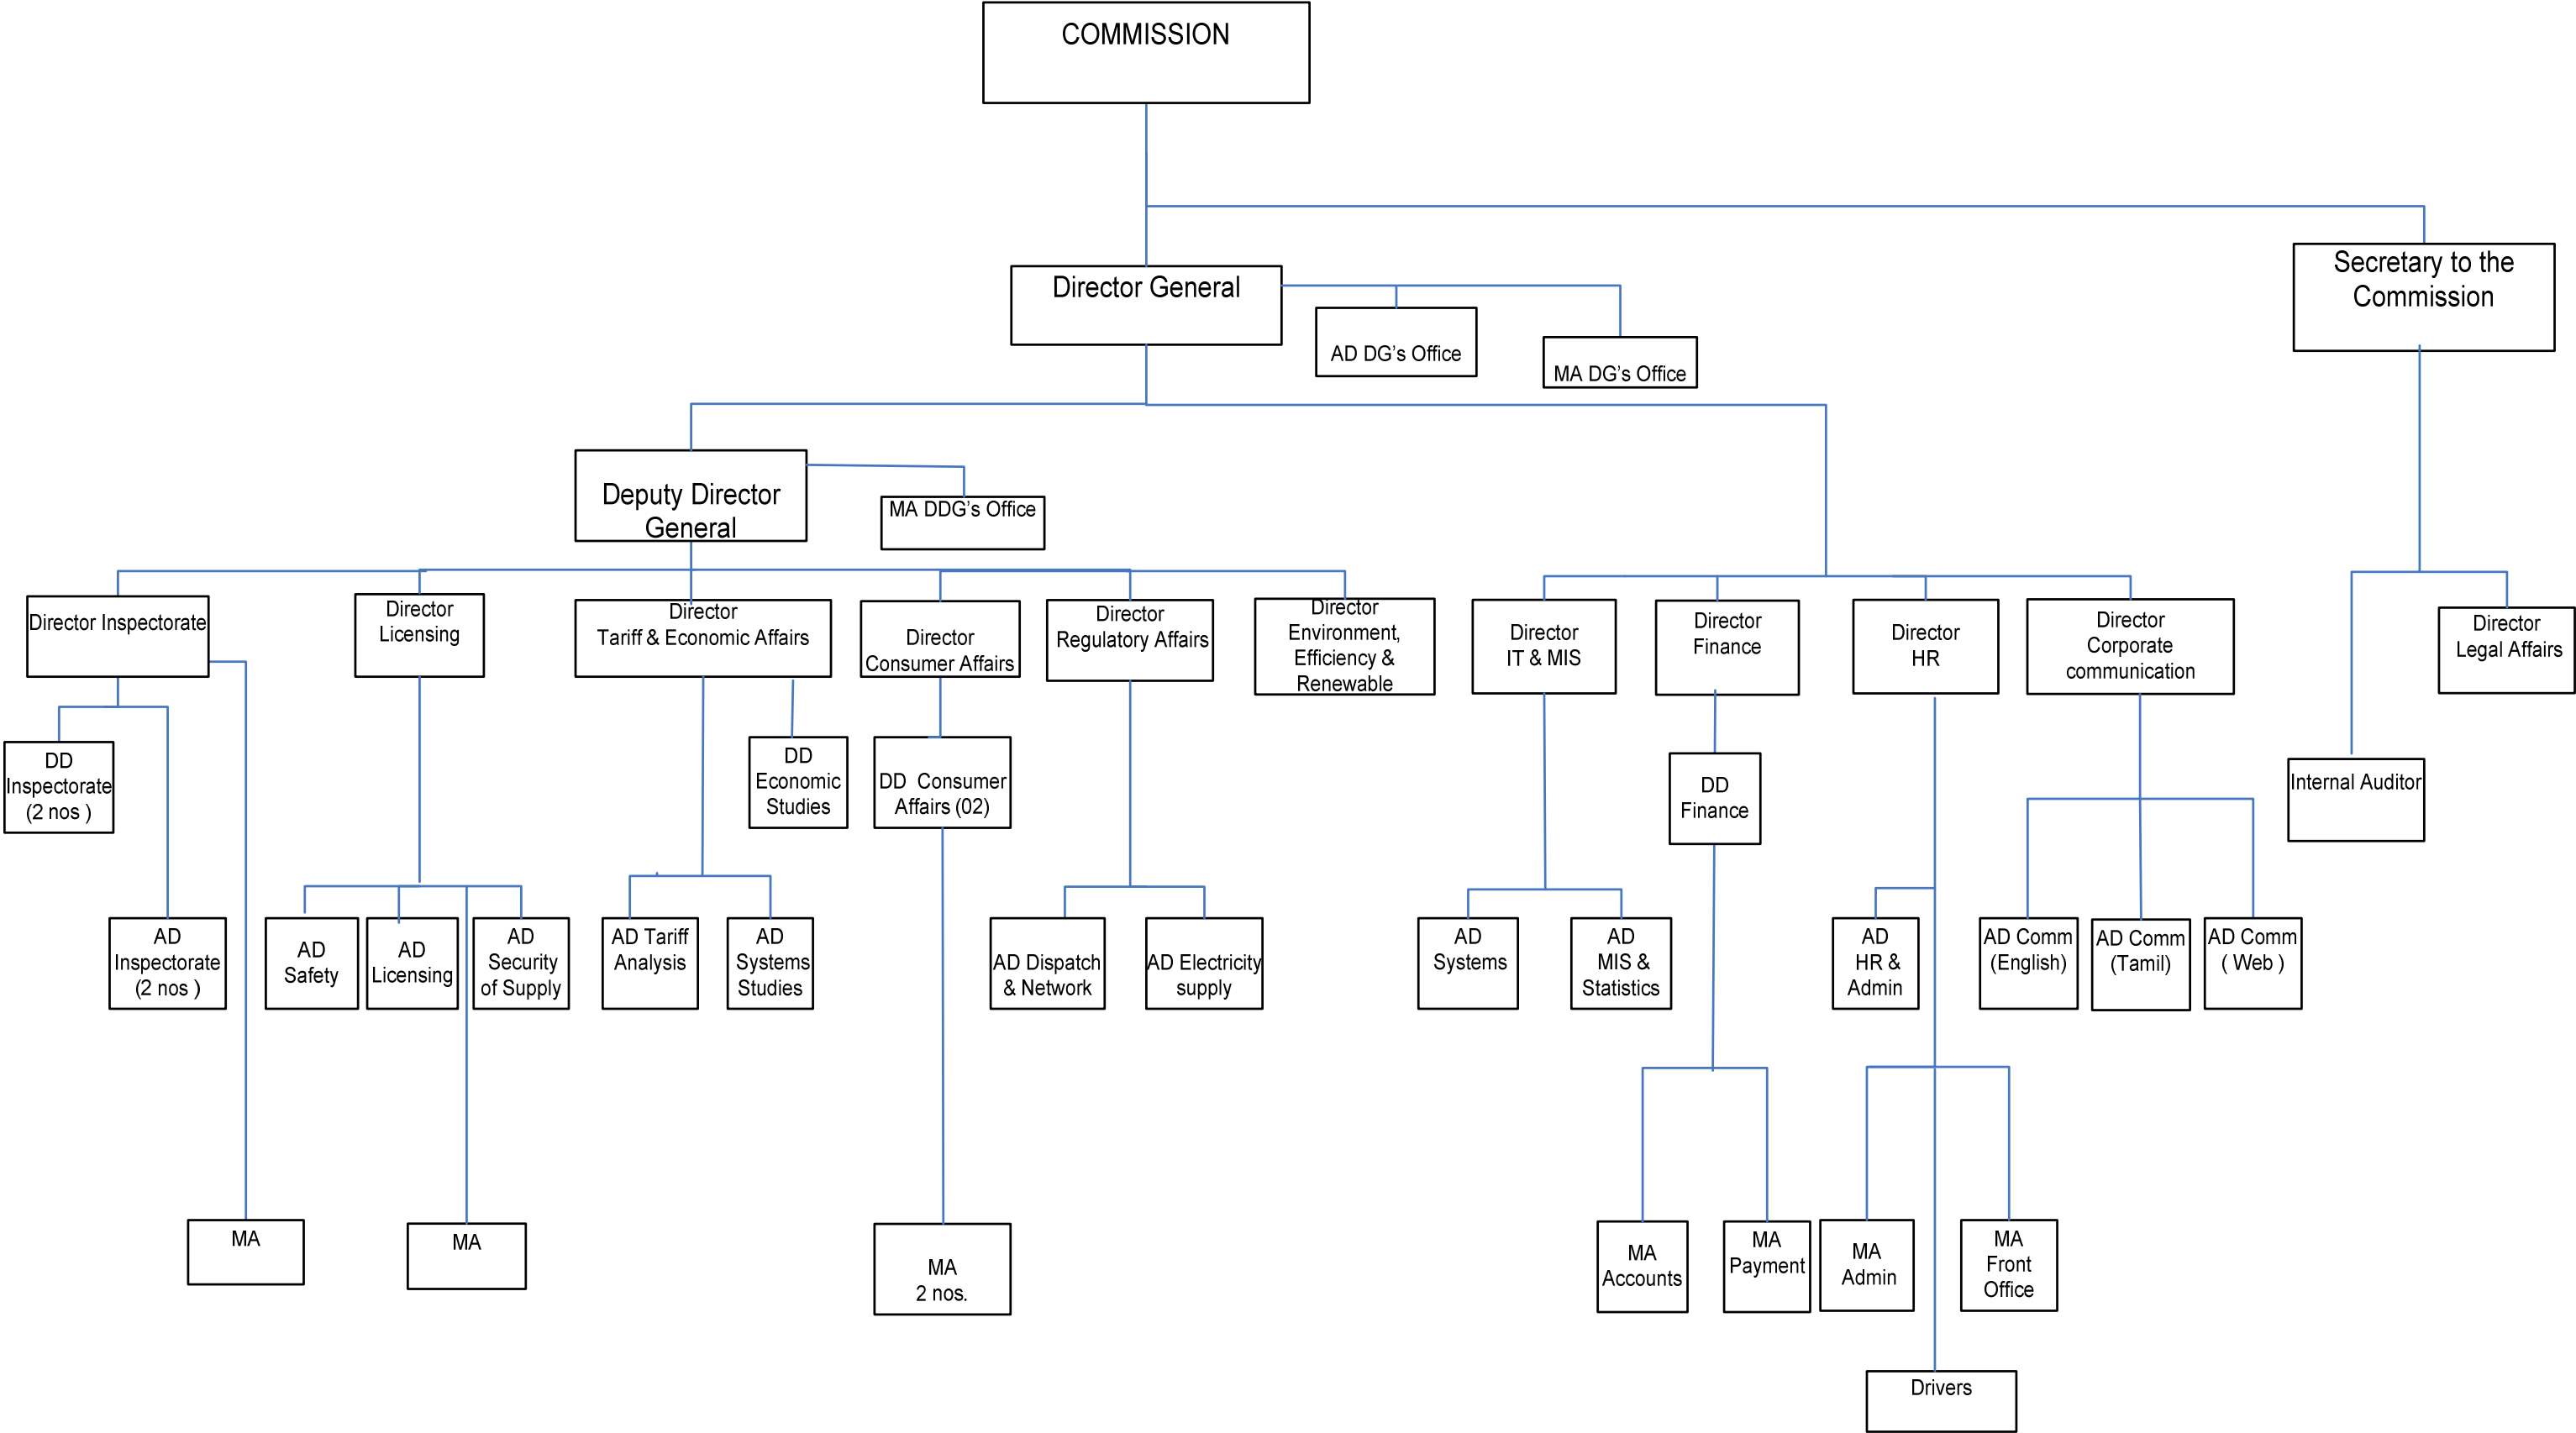 COMMISSION
Director General
AD DG’s Office
MA DG’s Office
Secretary to the
Commission
Deputy Director
General
MA DDG’s Office
Director Inspectorate
Director
Licensing
Director
Tariff & Economic Affairs
Director
Consumer Affairs
Director
Regulatory Affairs
Director
Environment,
Efficiency &
Renewable
Director
IT & MIS
Director
Finance
Director
HR
Director
Corporate
communication
Director
Legal Affairs
DD
Inspectorate
(2 nos )
DD
Economic
Studies
DD  Consumer
Affairs (02)
DD
Finance
Internal Auditor
AD
Inspectorate
(2 nos )
AD
Safety
AD
Licensing
AD
Security
of Supply
AD Tariff
Analysis
AD
Systems
Studies
AD Dispatch
& Network
AD Electricity
supply
AD
Systems
AD
MIS &
Statistics
AD
HR &
Admin
AD Comm
(English)
AD Comm
(Tamil)
AD Comm
( Web )
MA
MA
MA
2 nos.
MA
Accounts
MA
Payment
MA
Admin
MA
Front
Office
Drivers